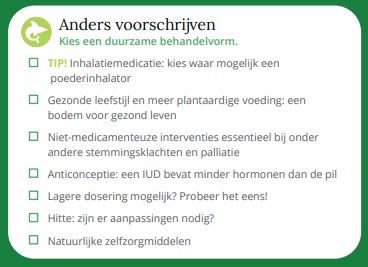 Anders voorschrijven
Kies een duurzame behandelvorm.
TIP! Inhalatiemedicatie: kies waar mogelijk een
poederinhalator
Gezonde leefstijl en meer plantaardige voeding: een
bodem voor gezond leven
Niet-medicamenteuze interventies essentieel bij onder
andere stemmingsklachten en palliatie
Anticonceptie: een IUD bevat minder hormonen dan de pil
Lagere dosering mogelijk? Probeer het eens!
Hitte: zijn er aanpassingen nodig?
Natuurlijke zelfzorgmiddelen